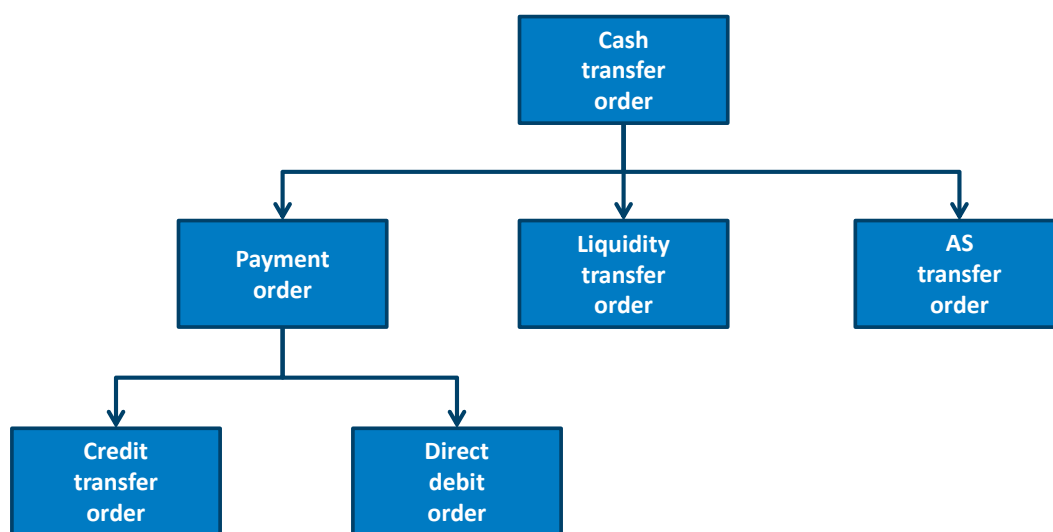 Cash
transfer
order
Payment
order
Liquidity
transfer
order
AS
transfer
order
Credit
transfer
order
Direct
debit
order